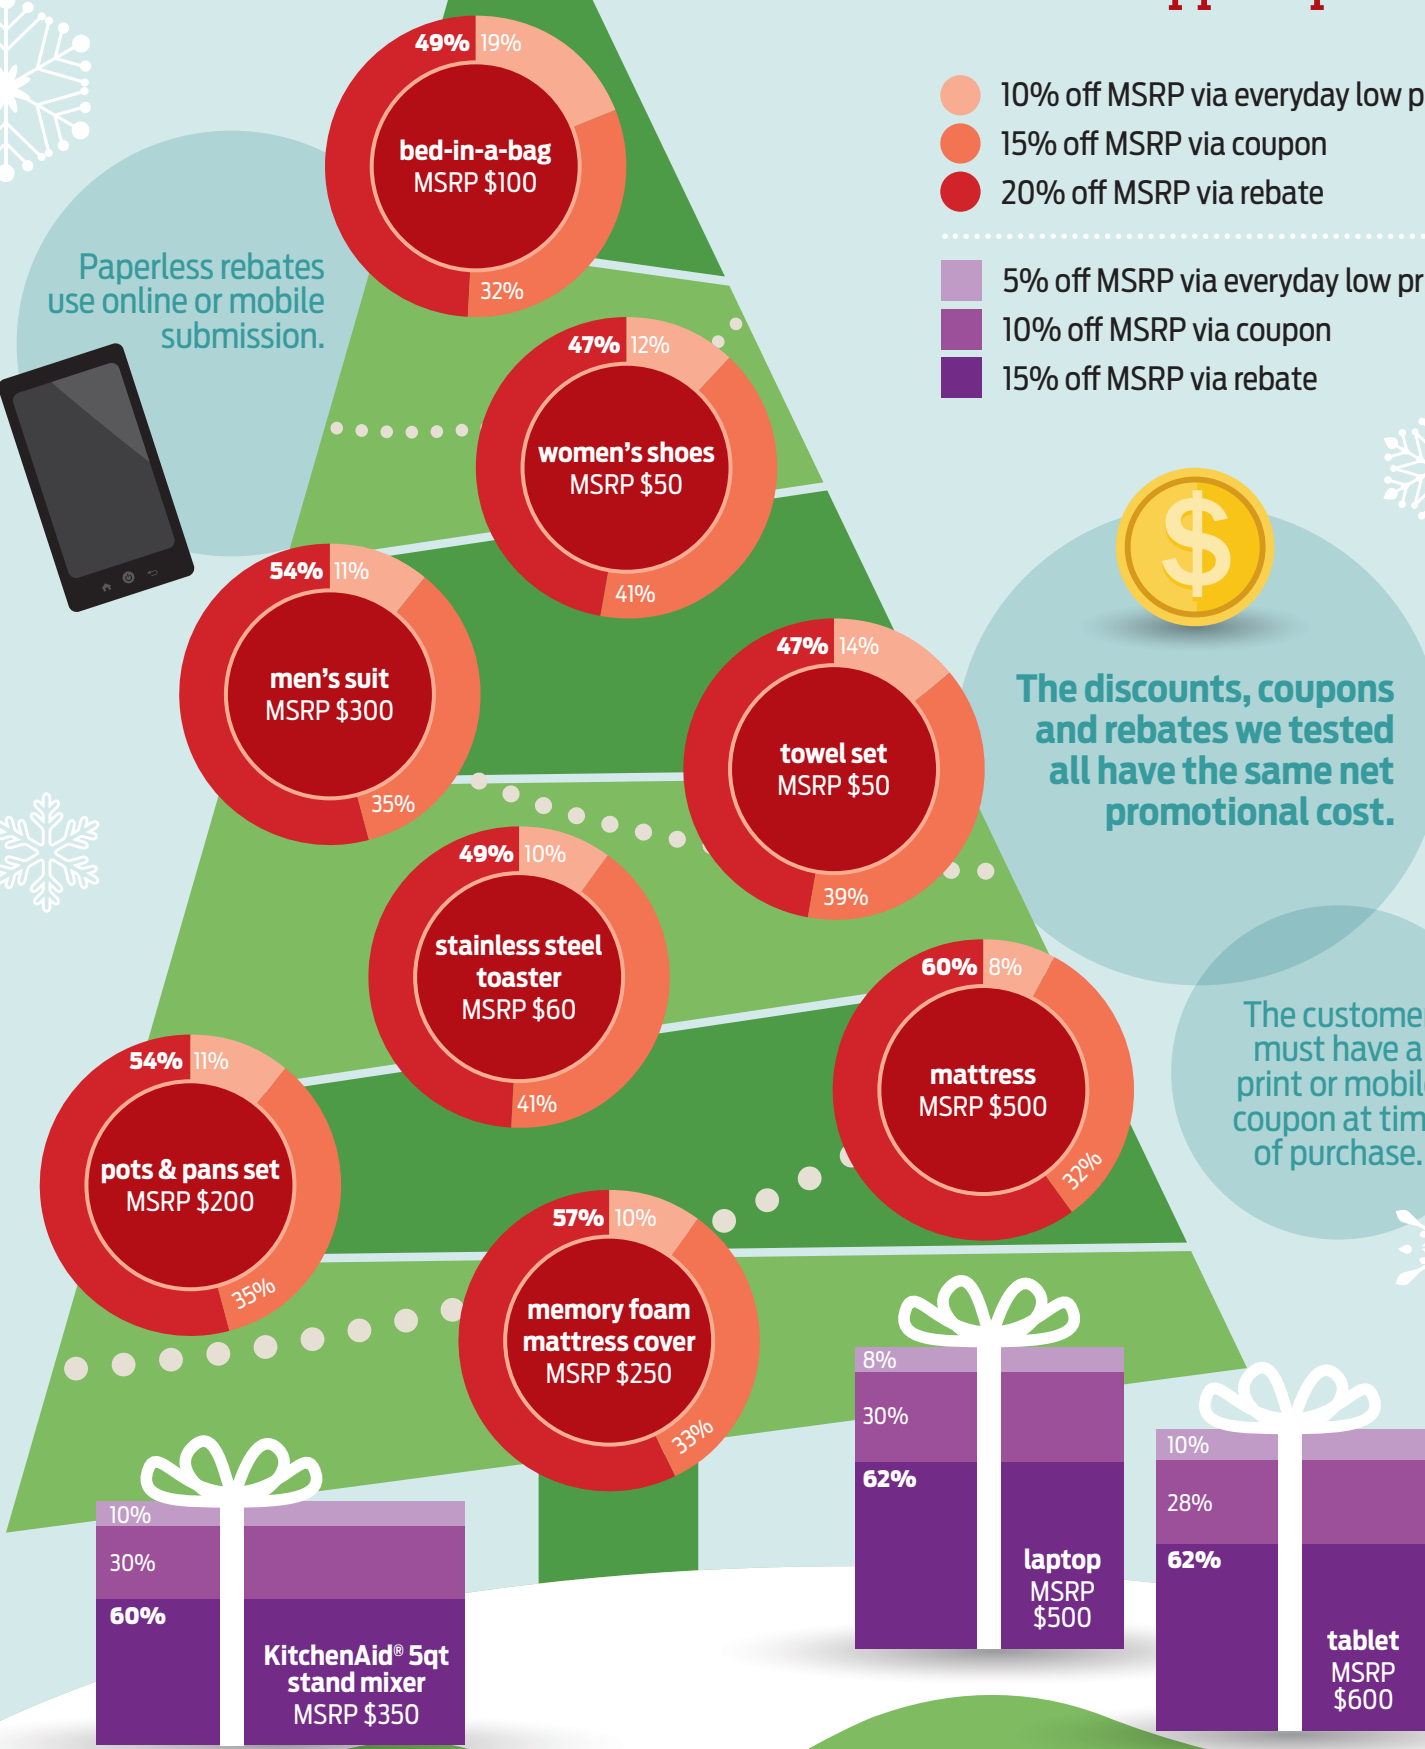 10% off MSRP via everyday low p
15% off MSRP via coupon
20% off MSRP via rebate
5% off MSRP via everyday low pr
10% off MSRP via coupon
15% off MSRP via rebate
49% 19%
bed-in-a-bag
MSRP $100
32%
Paperless rebates
use online or mobile
submission.
47% 12%
women's shoes
MSRP $50
41%
54% 11%
men's suit
MSRP $300
35%
$
The discounts, coupons
and rebates we tested
all have the same net
promotional cost.
47% 14%
towel set
MSRP $50
39%
49% 10%
stainless steel
toaster
MSRP $60
41%
60% 8%
mattress
MSRP $500
32%
The custome
must have a
print or mobil
coupon at tim
of purchase.
54% 11%
pots & pans set
MSRP $200
35%
57% 10%
memory foam
mattress cover
MSRP $250
33%
8%
30%
62%
laptop
MSRP
$500
10%
28%
62%
tablet
MSRP
$600
10%
30%
60%
KitchenAid® 5qt
stand mixer
MSRP $350